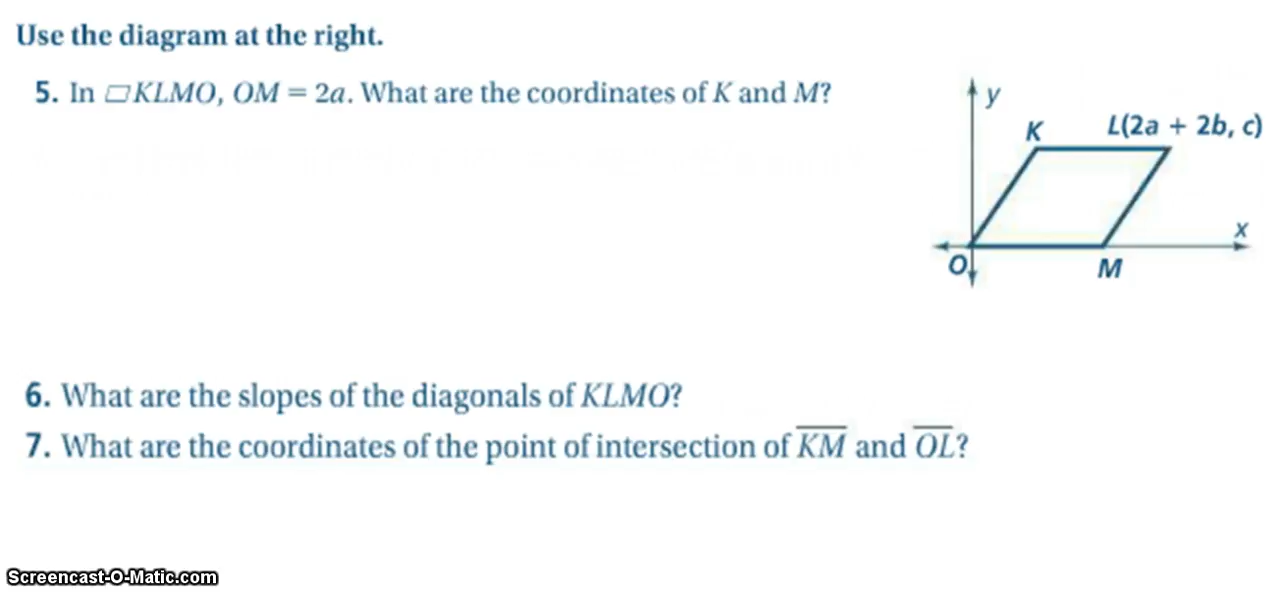 Use the diagram at the right.
5. In ▱KLMO, OM = 2a. What are the coordinates of K and M?
y
K
L(2a + 2b, c)
x
O
M
6. What are the slopes of the diagonals of KLMO?
7. What are the coordinates of the point of intersection of K̅M̅ and O̅L̅?
Screencast-O-Matic.com